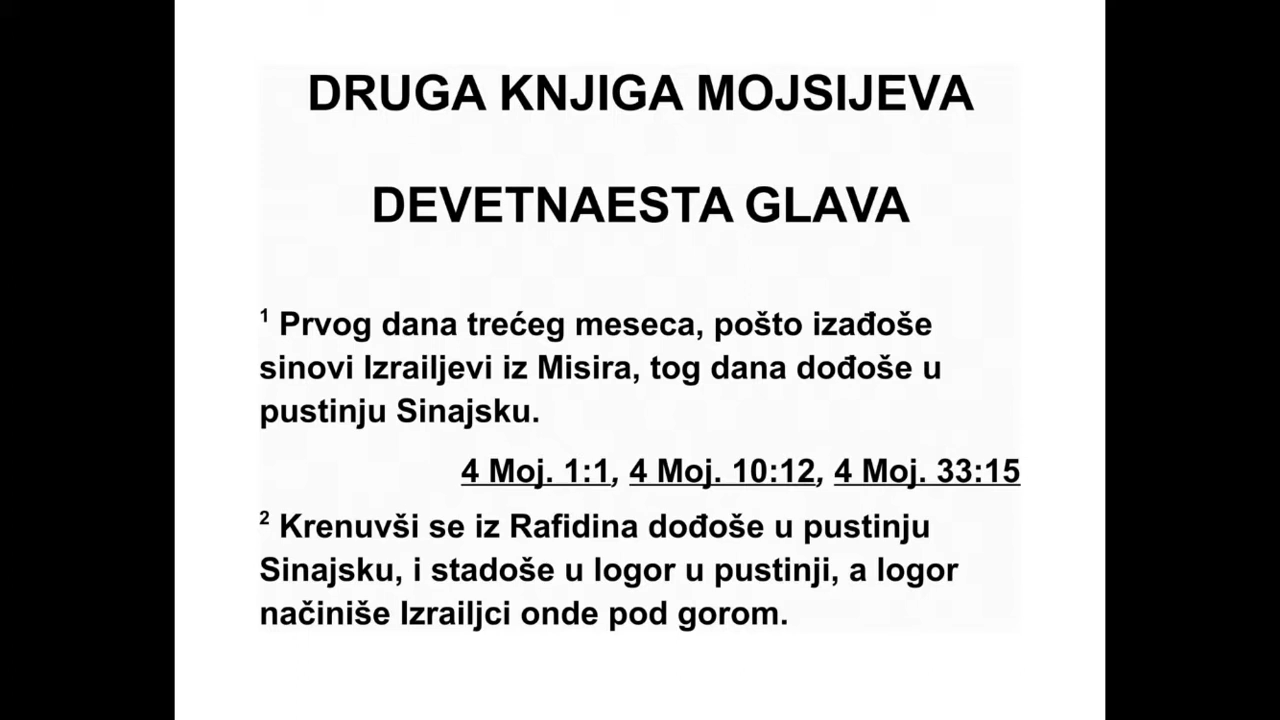 DRUGA KNJIGA MOJSIJEVA
DEVETNAESTA GLAVA
1 Prvog dana trećeg meseca, pošto izađoše
sinovi Izrailjevi iz Misira, tog dana dođoše u
pustinju Sinajsku.
4 Moj. 1:1, 4 Moj. 10:12, 4 Moj. 33:15
2 Krenuvši se iz Rafidina dođoše u pustinju
Sinajsku, i stadoše u logor u pustinji, a logor
načiniše Izrailjci onde pod gorom.